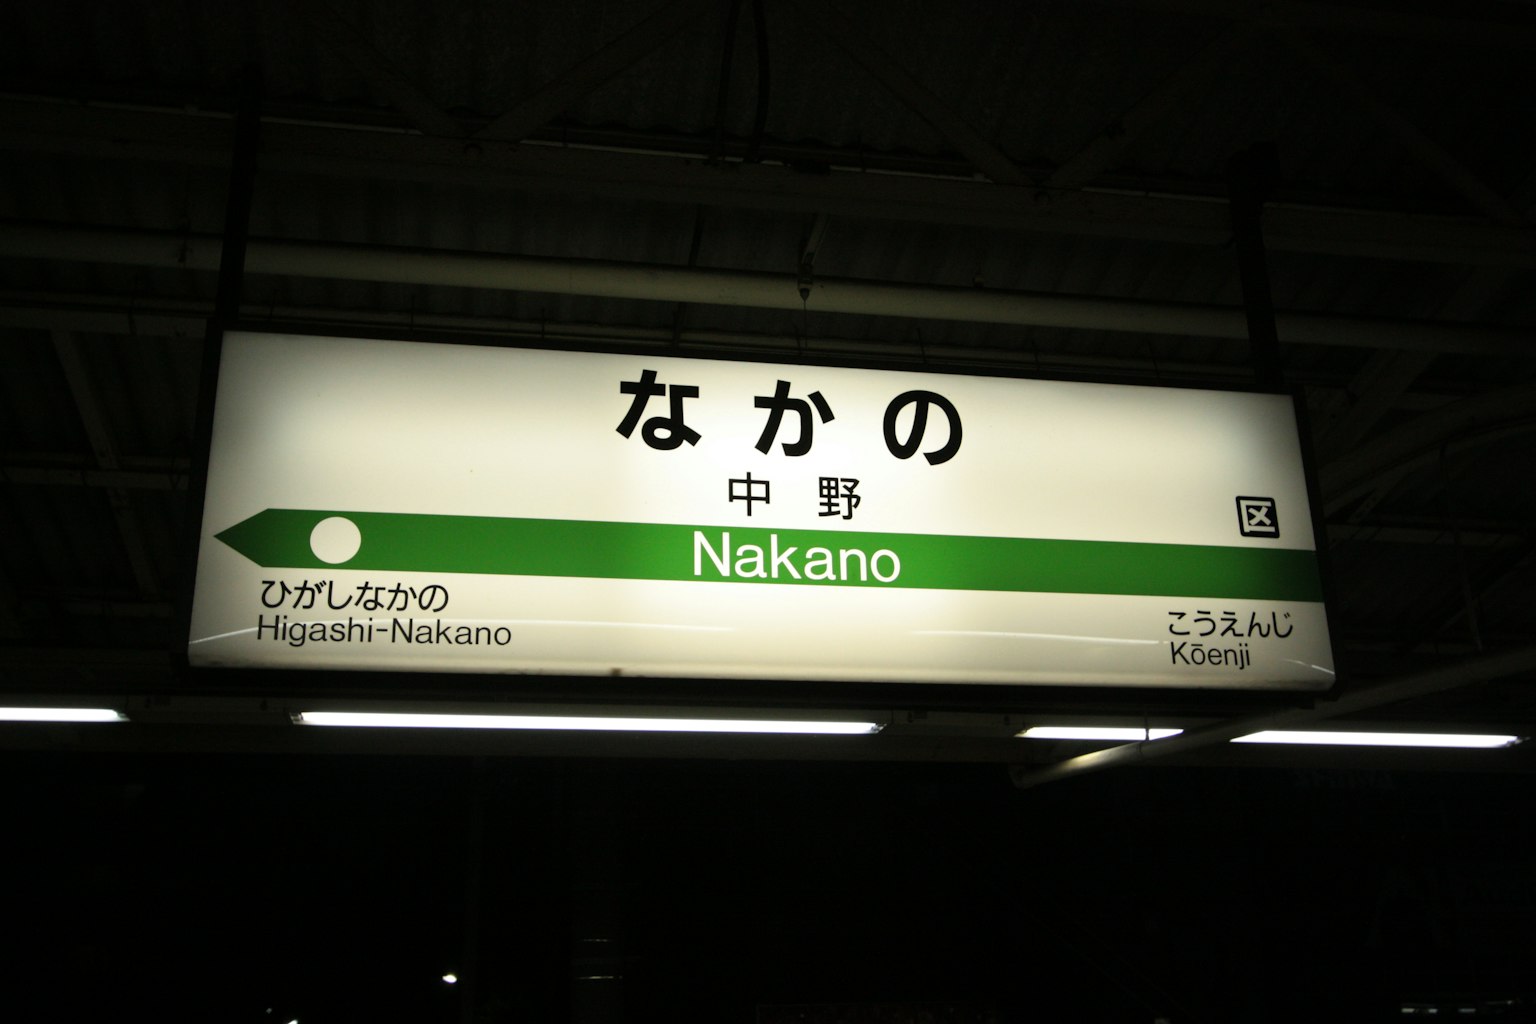 なかの
中野
区
Nakano
ひがしなかの
Higashi-Nakano
こうえんじ
Kōenji